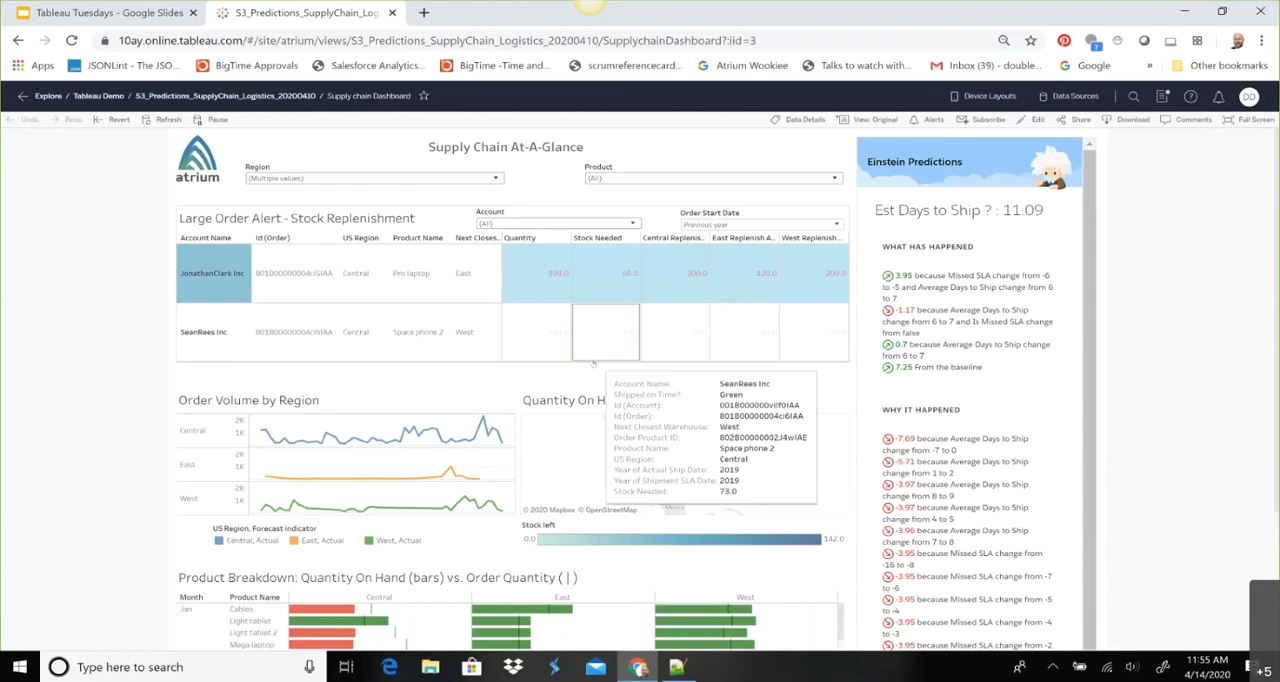 Tableau Tuesdays - Google Slides
S3_Predictions_SupplyChain_Log
10ay.online.tableau.com/#/site/atrium/views/S3_Predictions_SupplyChain_Logistics_20200410/SupplychainDashboard?:iid=3
Apps JSONLint - The JSO... BigTime Approvals Salesforce Analytics... BigTime -Time and... scrumreferencecard... Atrium Wookiee Talks to watch with... Inbox (39) - double... Google » Other bookmarks
Explore / Tableau Demo / S3_Predictions_SupplyChain_Logistics_20200410 / Supply chain Dashboard
Device Layouts Data Sources DD
Undo Redo Revert Refresh Pause Data Details View: Original Alerts Subscribe Edit Share Download Comments Full Screen
atrium
Supply Chain At-A-Glance
Region Product
(Multiple values) (All)
Large Order Alert - Stock Replenishment
Account Order Start Date
(All) Previous year
Account Name Id (Order) US Region Product Name Next Closes.. Quantity Stock Needed Central Replenis.. East Replenish A.. West Replenish ..
JonathanClark Inc Central Pro laptop East 199.0 200.0 120.0 200.0
SeanRees Inc Central Space phone 2 West
Account Name: SeanRees Inc
Shipped on Time?: Green
Id (Account):
Id (Order):
Next Closest Warehouse: West
Order Product ID:
Product Name: Space phone 2
US Region: Central
Year of Actual Ship Date: 2019
Year of Shipment SLA Date: 2019
Stock Needed: 73.0
Order Volume by Region
Central 2K
1K
East 2K
1K
West 2K
1K
US Region, Forecast indicator
Central, Actual East, Actual West, Actual
Quantity On H
© 2020 Mapbox © OpenStreetMap
Mexico
Stock left
0.0 142.0
Product Breakdown: Quantity On Hand (bars) vs. Order Quantity ( | )
Month Product Name Central East West
Jan Cables
Light tablet
Light tablet 2
Mega laptop
Einstein Predictions
Est Days to Ship ? : 11.09
WHAT HAS HAPPENED
3.95 because Missed SLA change from -6
to -5 and Average Days to Ship change from 6
to 7
-1.17 because Average Days to Ship
change from 6 to 7 and Is Missed SLA change
from false
0.7 because Average Days to Ship change
from 6 to 7
7.25 From the baseline
WHY IT HAPPENED
-7.69 because Average Days to Ship
change from -7 to 0
-5.71 because Average Days to Ship
change from 1 to 2
-3.97 because Average Days to Ship
change from 8 to 9
-3.97 because Average Days to Ship
change from 4 to 5
-3.96 because Average Days to Ship
change from 7 to 8
-3.95 because Missed SLA change from
-16 to -8
-3.95 because Missed SLA change from -7
to -6
-3.95 because Missed SLA change from -5
to -4
-3.95 because Missed SLA change from -4
to -3
-3.95 because Missed SLA change from -2
Type here to search
11:55 AM
4/14/2020
+5